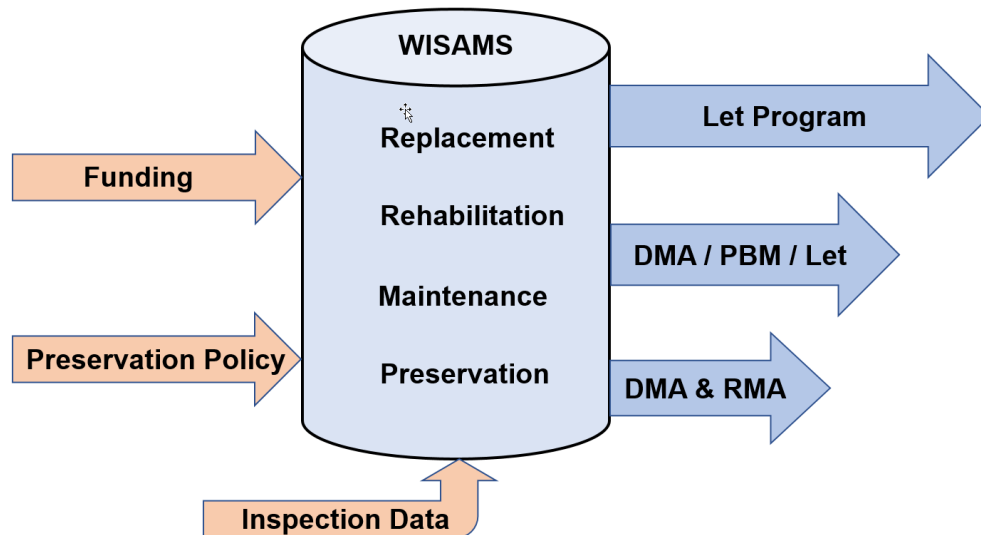 WISAMS
Replacement
Let Program
Funding
Rehabilitation
DMA / PBM / Let
Maintenance
Preservation Policy
Preservation
DMA & RMA
Inspection Data